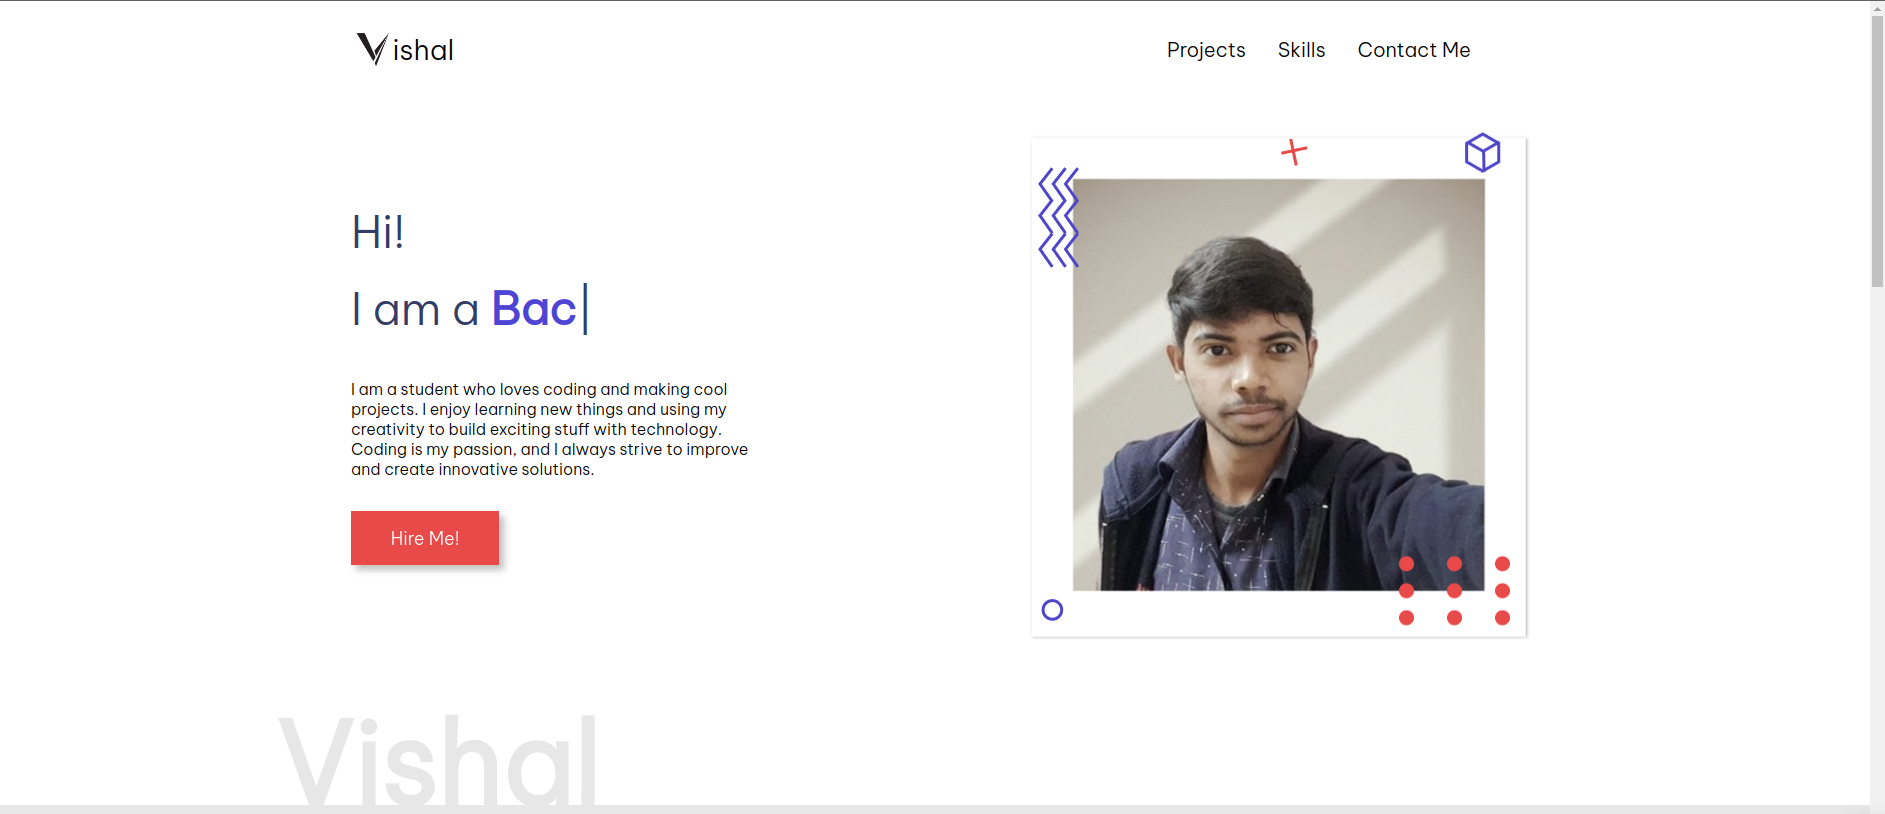 Vishal
Projects Skills Contact Me
Hi!
I am a Bac
I am a student who loves coding and making cool
projects. I enjoy learning new things and using my
creativity to build exciting stuff with technology.
Coding is my passion, and I always strive to improve
and create innovative solutions.
Hire Me!
Vishal